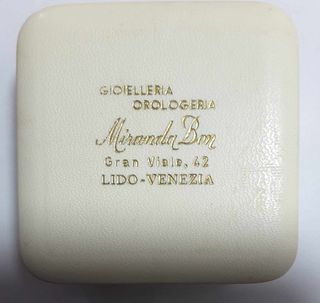 GIOIELLERIA
OROLOGERIA
Miranda Bon
Gran Viale, 42
LIDO-VENEZIA